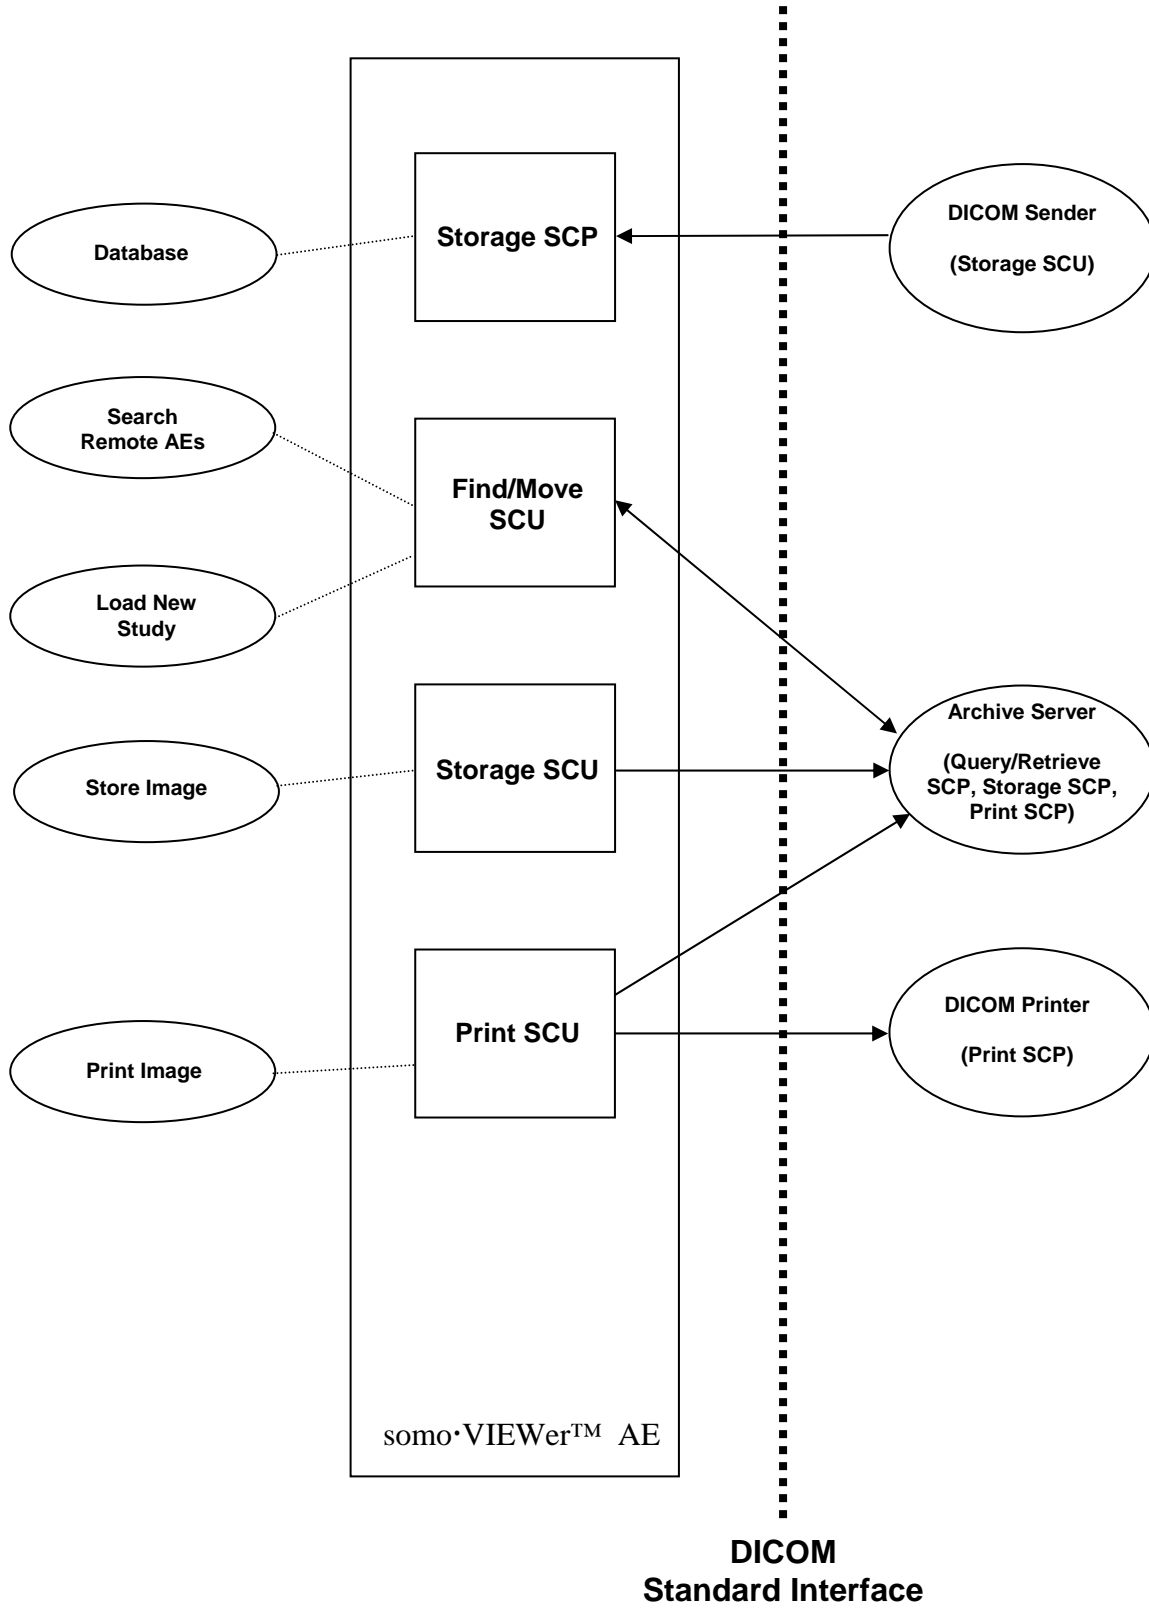 DICOM Sender
(Storage SCU)
Storage SCP
Database
Search
Remote AEs
Find/Move
SCU
Load New
Study
Archive Server
(Query/Retrieve
SCP, Storage SCP,
Print SCP)
Storage SCU
Store Image
DICOM Printer
(Print SCP)
Print SCU
Print Image
somo·VIEWer™ AE
DICOM
Standard Interface